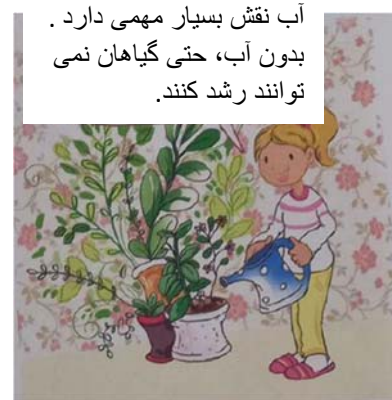 آب نقش بسیار مهمی دارد .
بدون آب، حتی گیاهان نمی
توانند رشد کنند.